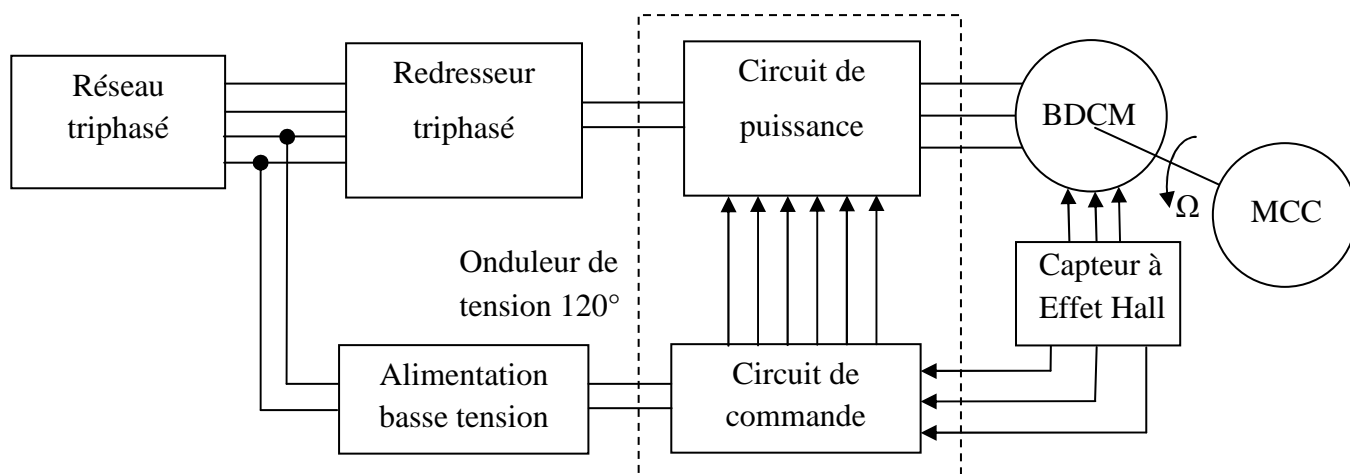 Réseau
triphasé
Redresseur
triphasé
Circuit de
puissance
BDCM
Ω
MCC
Onduleur de
tension 120°
Capteur à
Effet Hall
Alimentation
basse tension
Circuit de
commande